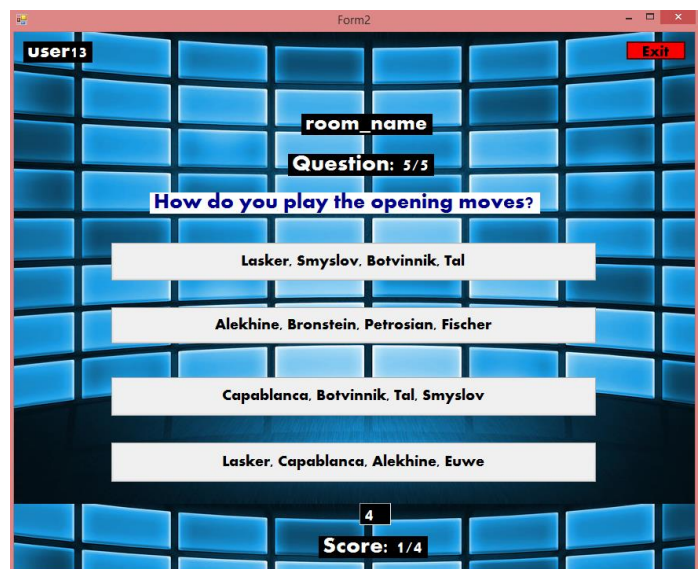 Form2
user13
Exit
room_name
Question: 5/5
How do you play the opening moves?
Lasker, Smyslov, Botvinnik, Tal
Alekhine, Bronstein, Petrosian, Fischer
Capablanca, Botvinnik, Tal, Smyslov
Lasker, Capablanca, Alekhine, Euwe
4
Score: 1/4